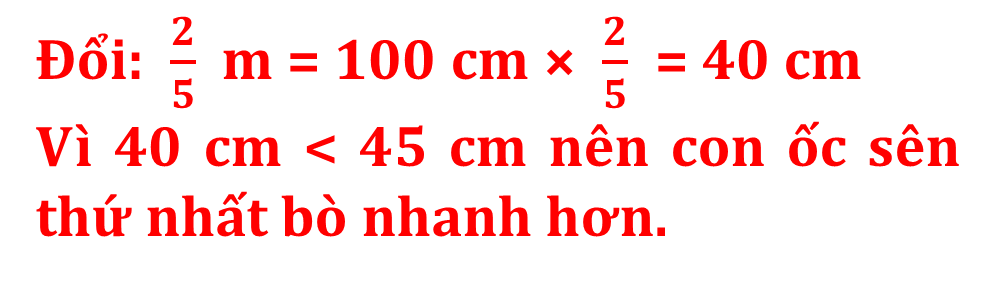 Đổi: 2/5 m = 100 cm × 2/5 = 40 cm
Vì 40 cm < 45 cm nên con ốc sên
thứ nhất bò nhanh hơn.